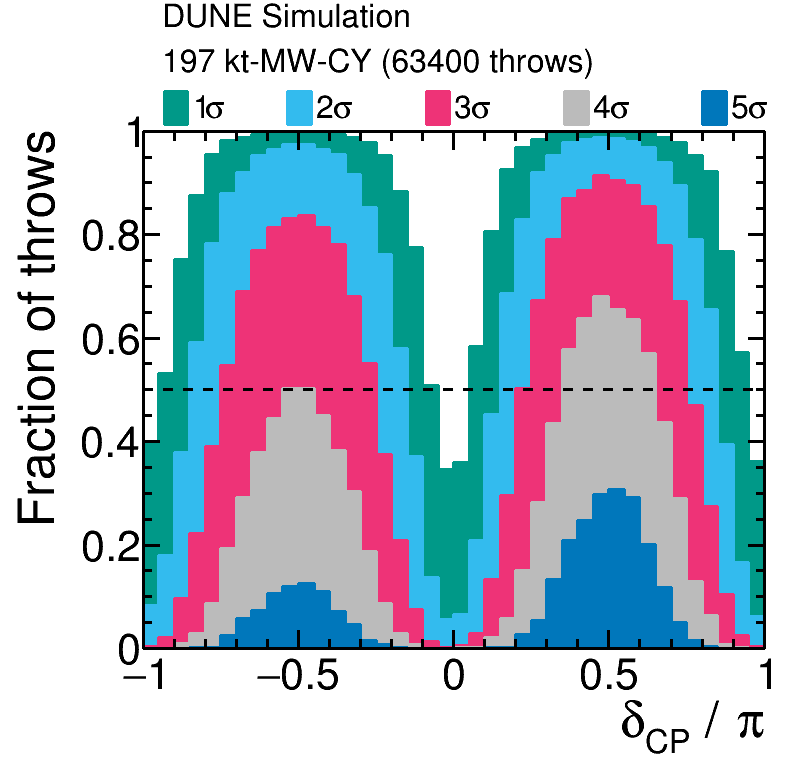 DUNE Simulation
197 kt-MW-CY (63400 throws)
1σ 2σ 3σ 4σ 5σ
Fraction of throws
1
0.8
0.6
0.4
0.2
0
−1 −0.5 0 0.5 1
δCP / π